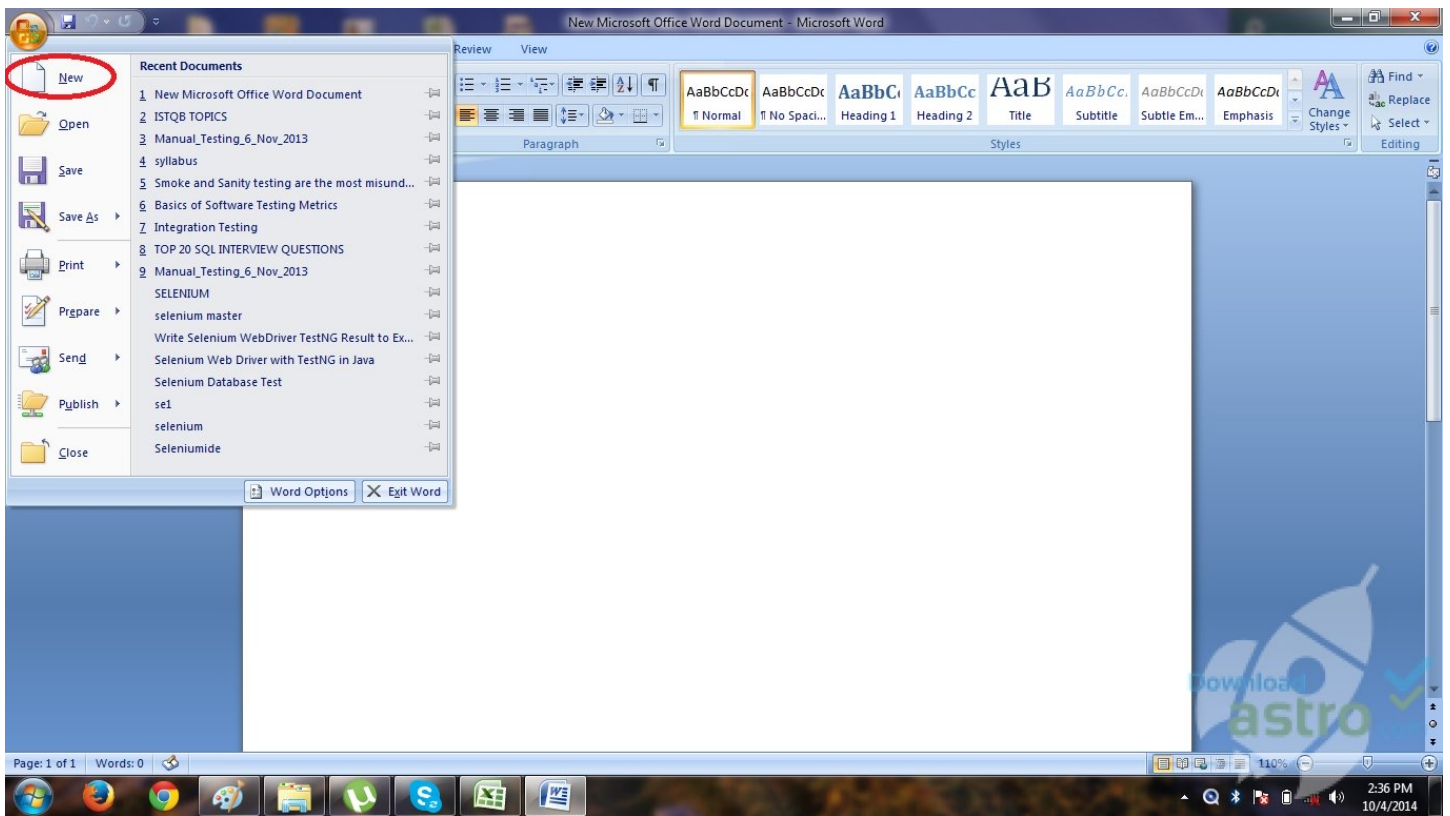 New Microsoft Office Word Document - Microsoft Word
Review View
New
Open
Save
Save As
Print
Prepare
Send
Publish
Close
Recent Documents
1 New Microsoft Office Word Document
2 ISTQB TOPICS
3 Manual_Testing_6_Nov_2013
4 syllabus
5 Smoke and Sanity testing are the most misund...
6 Basics of Software Testing Metrics
7 Integration Testing
8 TOP 20 SQL INTERVIEW QUESTIONS
9 Manual_Testing_6_Nov_2013
SELENIUM
selenium master
Write Selenium WebDriver TestNG Result to Ex...
Selenium Web Driver with TestNG in Java
Selenium Database Test
se1
selenium
Seleniumide
Word Options Exit Word
Paragraph
AaBbCcDc AaBbCcDc AaBbC AaBbCc AaB AaBbCc. AaBbCcDc AaBbCcDc
¶ Normal ¶ No Spaci... Heading 1 Heading 2 Title Subtitle Subtle Em... Emphasis
Change
Styles
Styles
Find
Replace
Select
Editing
Download
astro
Page: 1 of 1 Words: 0
110%
2:36 PM
10/4/2014